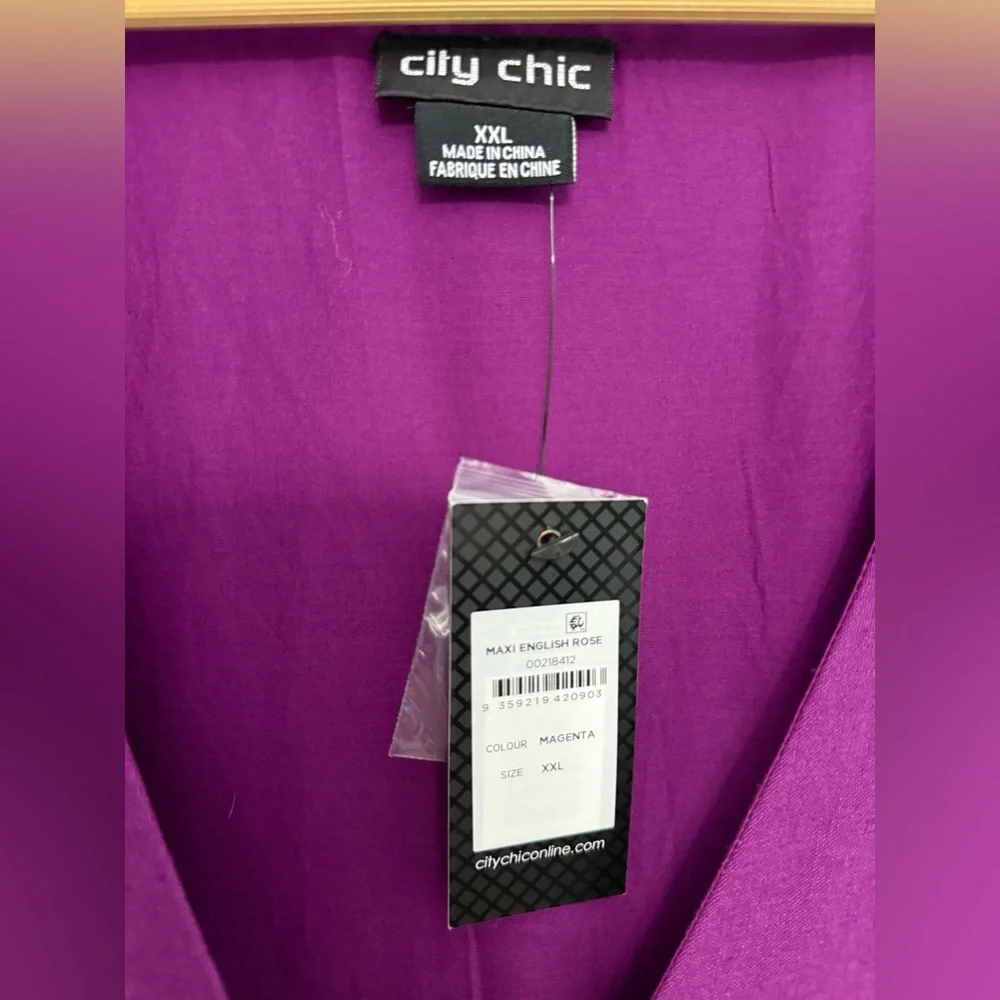 city chic
XXL
MADE IN CHINA
FABRIQUE EN CHINE
MAXI ENGLISH ROSE
00218412
9 359219 420903
COLOUR MAGENTA
SIZE XXL
citychiconline.com